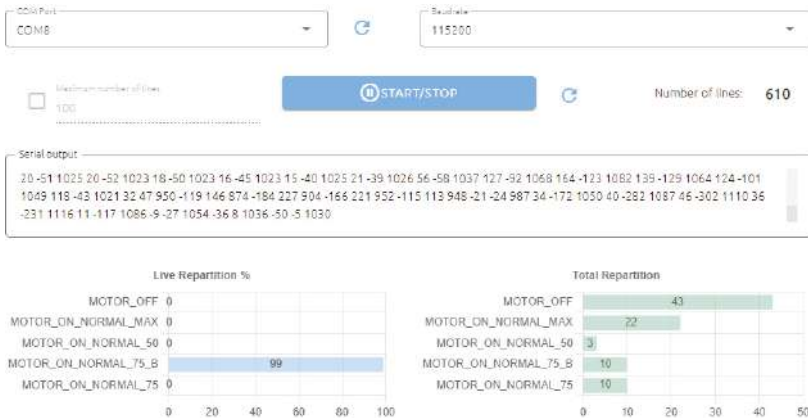 COM Port
COM8
Baudrate
115200
Maximum number of lines
100
START/STOP
Number of lines: 610
Serial output
20 -51 1025 20 -52 1023 18 -50 1023 16 -45 1023 15 -40 1025 21 -39 1026 56 -58 1037 127 -92 1068 164 -123 1082 139 -129 1064 124 -101
1049 118 -43 1021 32 47 950 -119 146 874 -184 227 904 -166 221 952 -115 113 948 -21 -24 987 34 -172 1050 40 -282 1087 46 -302 1110 36
-231 1116 11 -117 1086 -9 -27 1054 -36 8 1036 -50 -5 1030
Live Repartition %
MOTOR_OFF 0
MOTOR_ON_NORMAL_MAX 0
MOTOR_ON_NORMAL_50 0
MOTOR_ON_NORMAL_75_B 99
MOTOR_ON_NORMAL_75 0
0 20 40 60 80 100
Total Repartition
MOTOR_OFF 43
MOTOR_ON_NORMAL_MAX 22
MOTOR_ON_NORMAL_50 3
MOTOR_ON_NORMAL_75_B 10
MOTOR_ON_NORMAL_75 10
0 10 20 30 40 50